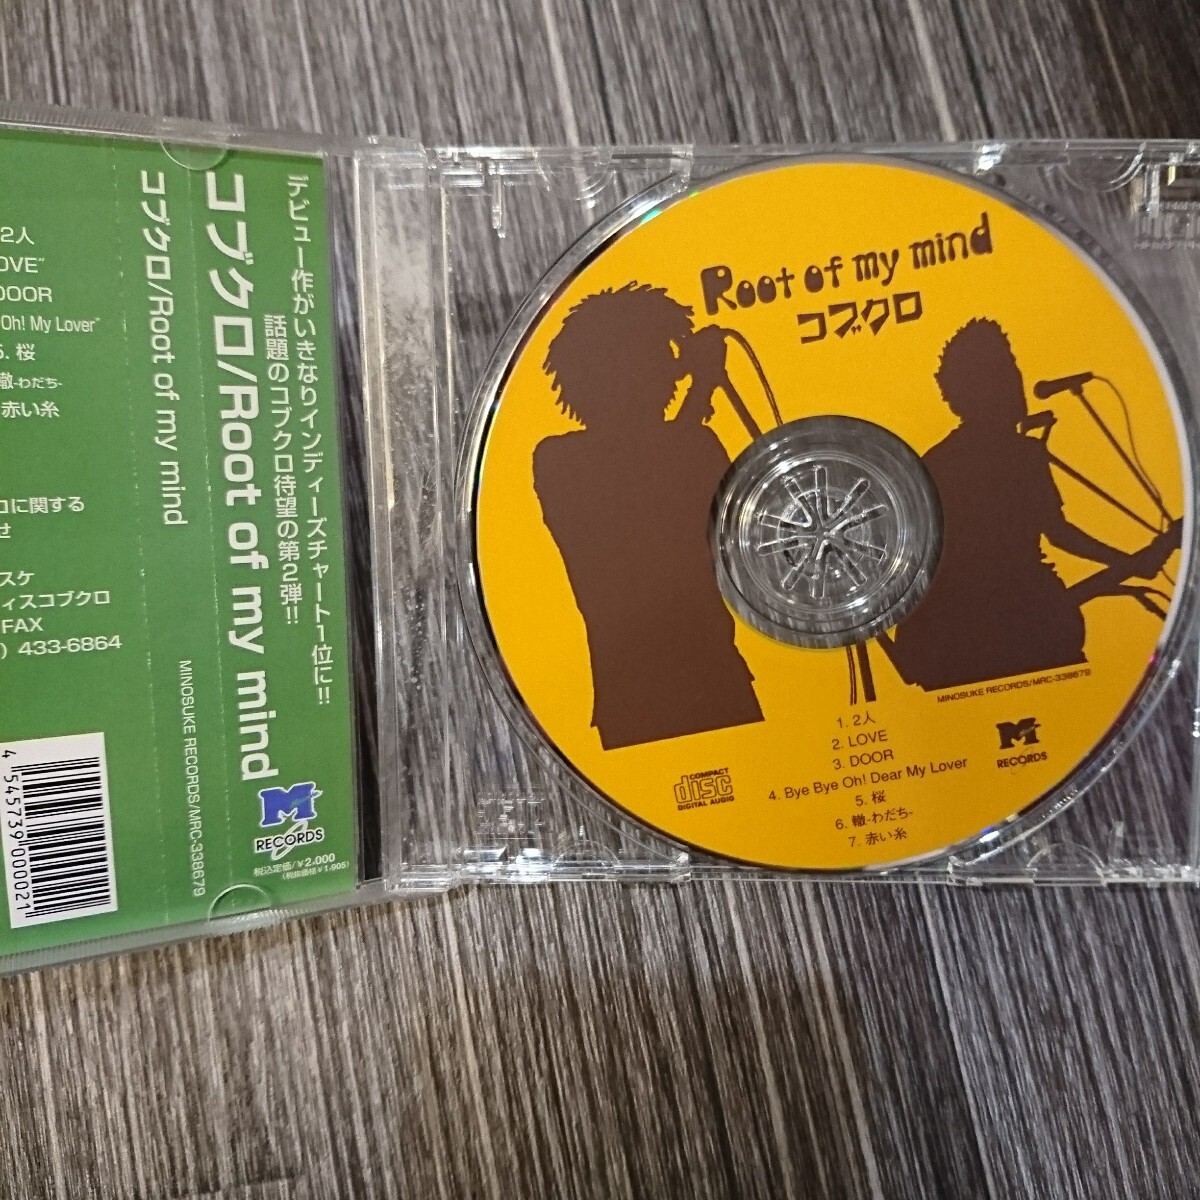 2人
OVE"
DOOR
Oh! My Lover"
5. 桜
轍-わだち-
赤い糸
ロに関する
せ
スケ
ィスコブクロ
FAX
) 433-6864
4 545739 000021
コブクロ/Root of my mind
コブクロ/Root of my mind
MINOSUKE RECORDS/MRC-338679
デビュー作がいきなりインディーズチャート1位に!!
話題のコブクロ待望の第2弾!!
M
RECORDS
税込定価/¥2.000
(税抜価格¥1,905)
Root of my mind
コブクロ
MINOSUKE RECORDS/MRC-338679
1. 2人
2. LOVE
3. DOOR
4. Bye Bye Oh! Dear My Lover
5. 桜
6. 轍-わだち-
7. 赤い糸
COMPACT
disc
DIGITAL AUDIO
M
RECORDS